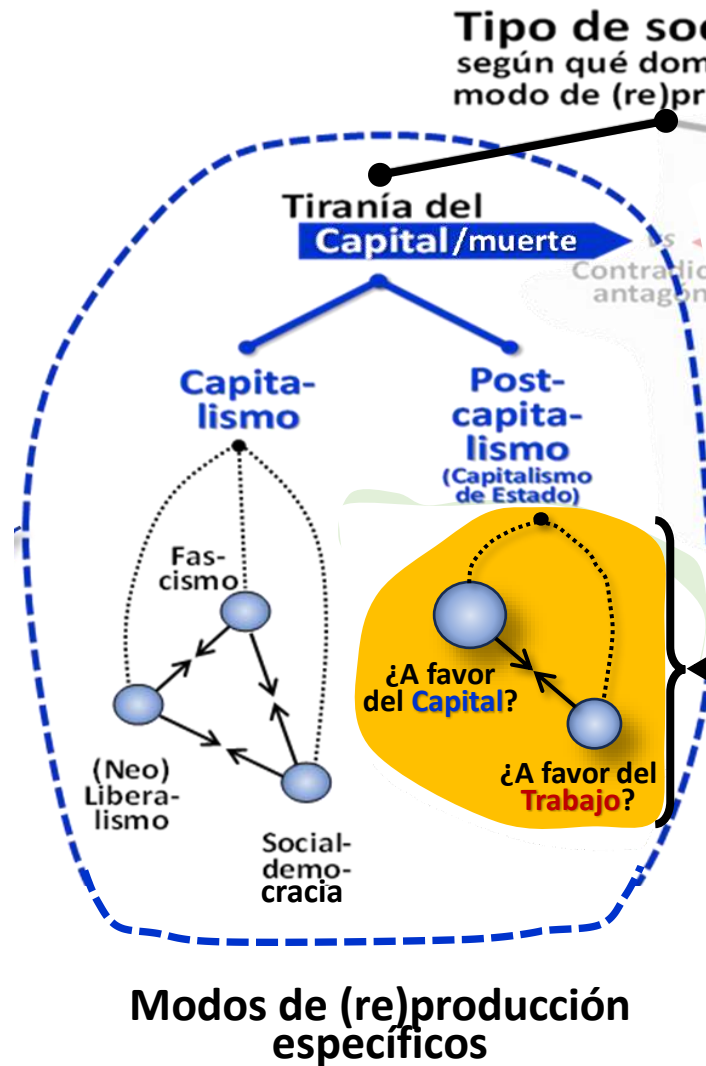 Tipo de soc
según qué dom
modo de (re)pr
Tiranía del
Capital/muerte
vs
Contradic
antagón
Capita-
lismo
Post-
capita-
lismo
(Capitalismo
de Estado)
Fas-
cismo
(Neo)
Libera-
lismo
Social-
demo-
cracia
¿A favor
del Capital?
¿A favor del
Trabajo?
Modos de (re)producción
específicos